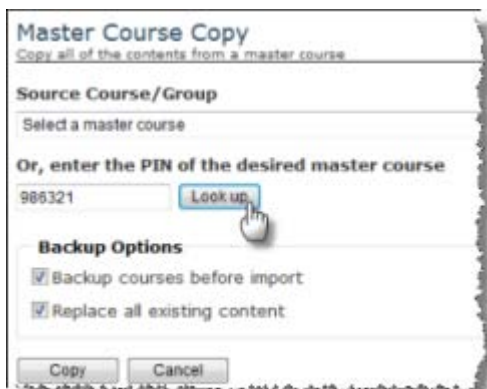 Master Course Copy
Copy all of the contents from a master course
Source Course/Group
Select a master course
Or, enter the PIN of the desired master course
986321 Look up
Backup Options
Backup courses before import
Replace all existing content
Copy Cancel